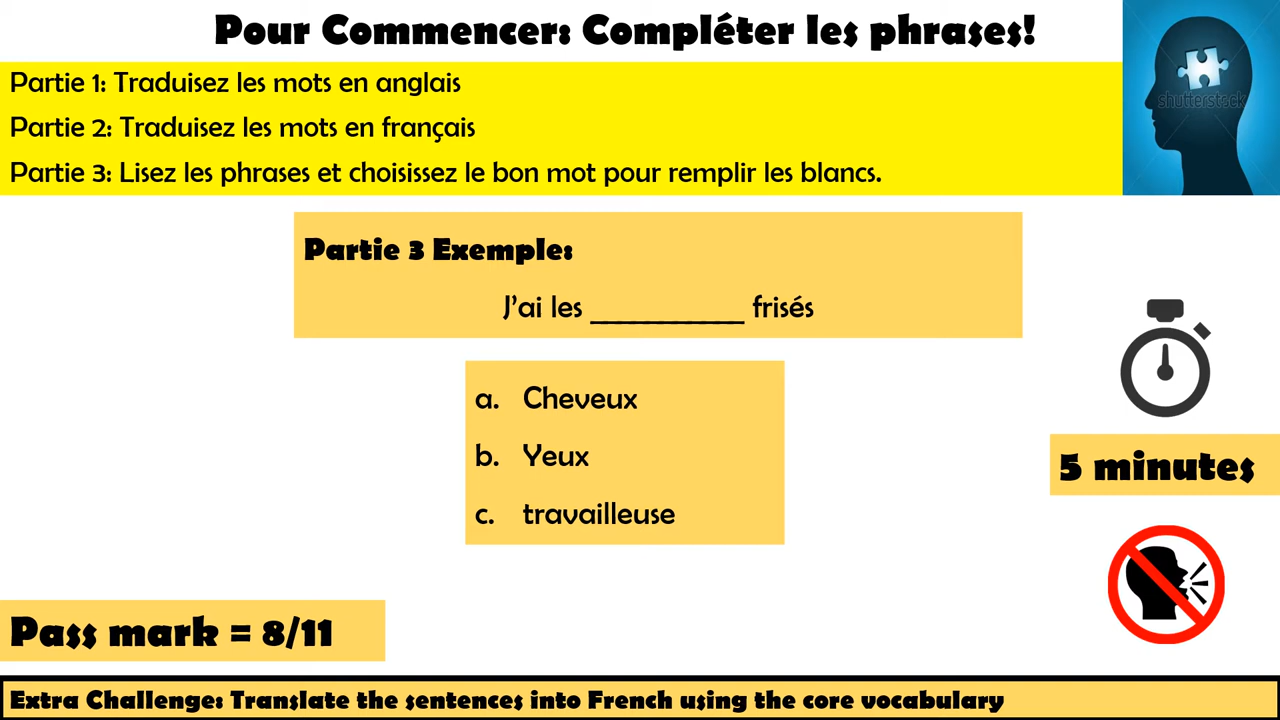 Pour Commencer: Compléter les phrases!
Partie 1: Traduisez les mots en anglais
Partie 2: Traduisez les mots en français
Partie 3: Lisez les phrases et choisissez le bon mot pour remplir les blancs.
shutterstock
Partie 3 Exemple:
J'ai les ___________ frisés
a. Cheveux
b. Yeux
c. travailleuse
5 minutes
Pass mark = 8/11
Extra Challenge: Translate the sentences into French using the core vocabulary